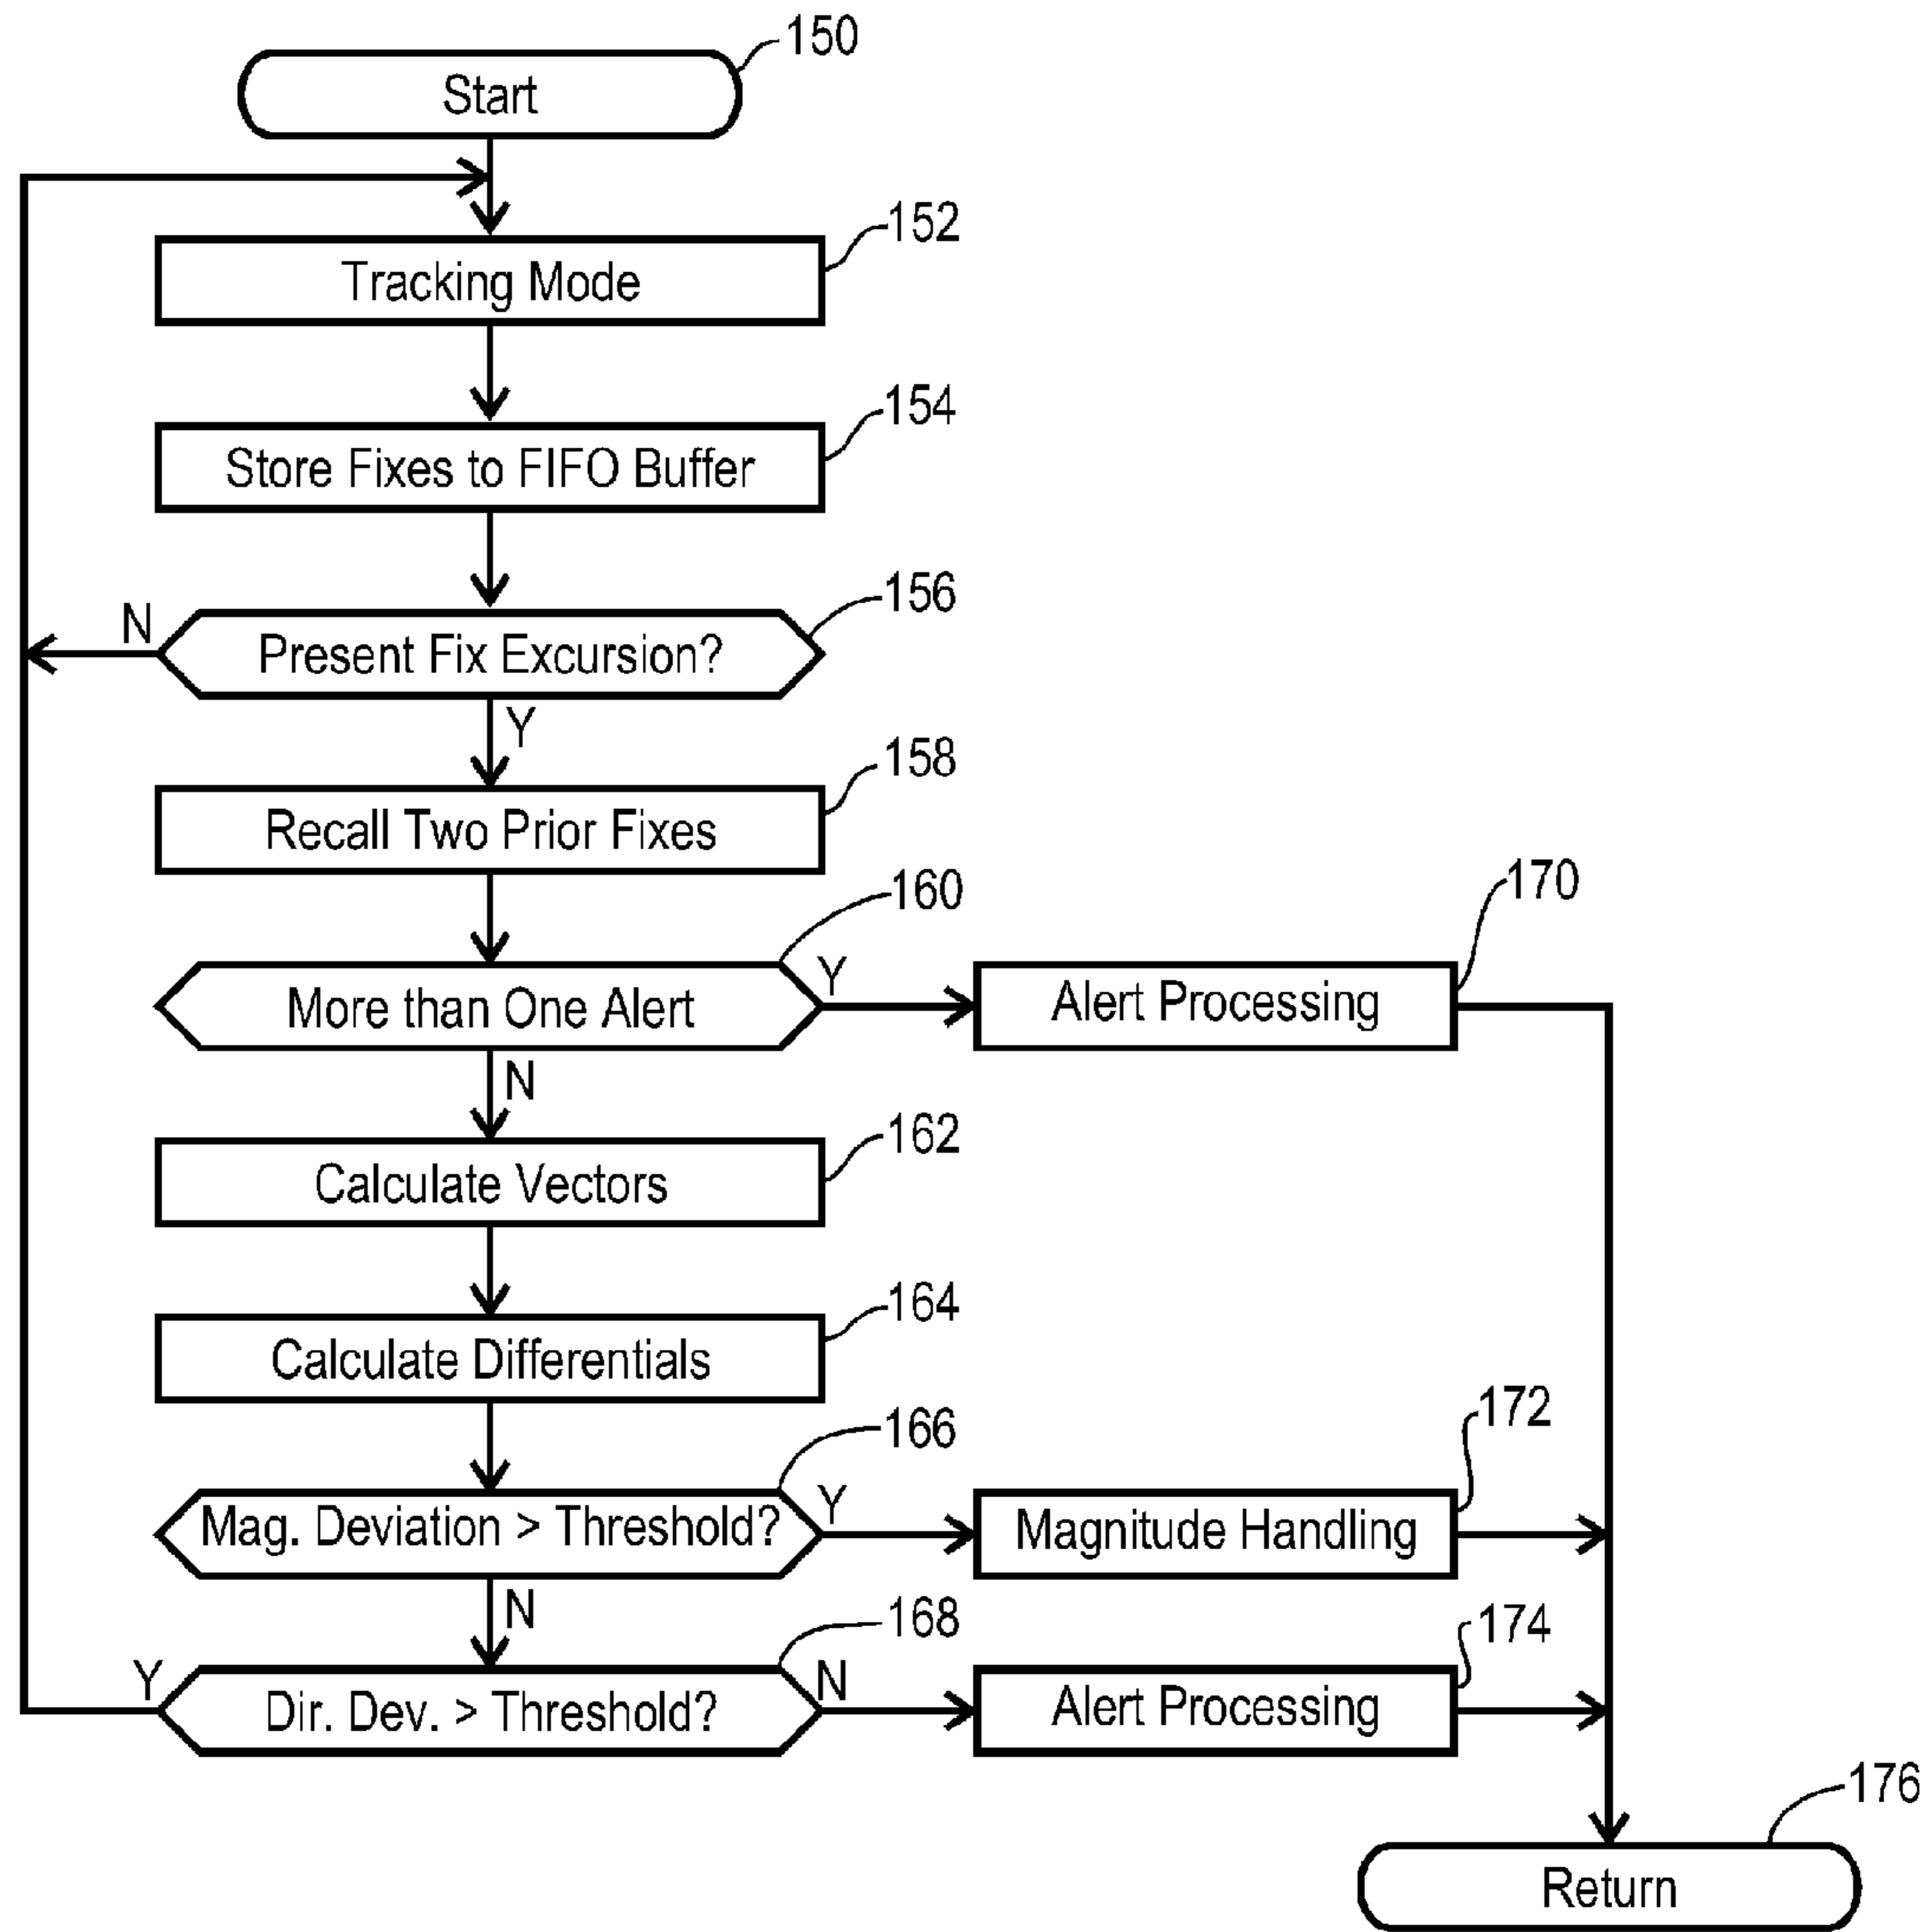 150
Start
152
Tracking Mode
154
Store Fixes to FIFO Buffer
156
N
Present Fix Excursion?
Y
158
Recall Two Prior Fixes
160
170
More than One Alert
Y
Alert Processing
N
162
Calculate Vectors
164
Calculate Differentials
166
172
Mag. Deviation > Threshold?
Y
Magnitude Handling
N
168
174
Y
Dir. Dev. > Threshold?
N
Alert Processing
176
Return